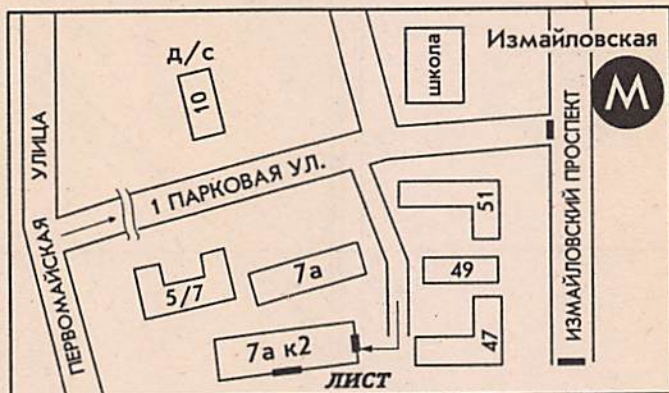 Измайловская
М
д/с
10
школа
ПЕРВОМАЙСКАЯ УЛИЦА
1 ПАРКОВАЯ УЛ.
ИЗМАЙЛОВСКИЙ ПРОСПЕКТ
51
5/7
7а
49
7а к2
47
ЛИСТ